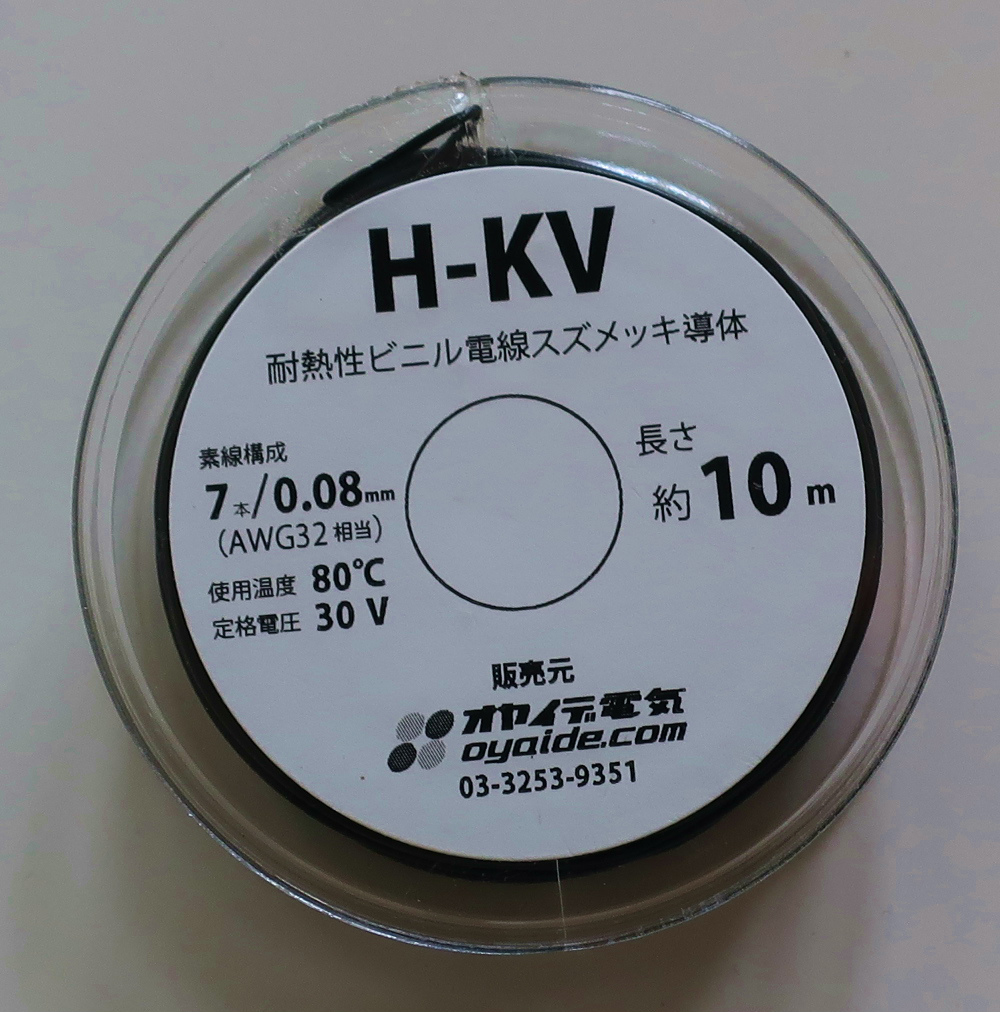 H-KV
耐熱性ビニル電線スズメッキ導体
素線構成
7本/0.08mm
(AWG32相当)
使用温度 80℃
定格電圧 30 V
長さ
約10m
販売元
オヤイデ電気
oyaide.com
03-3253-9351